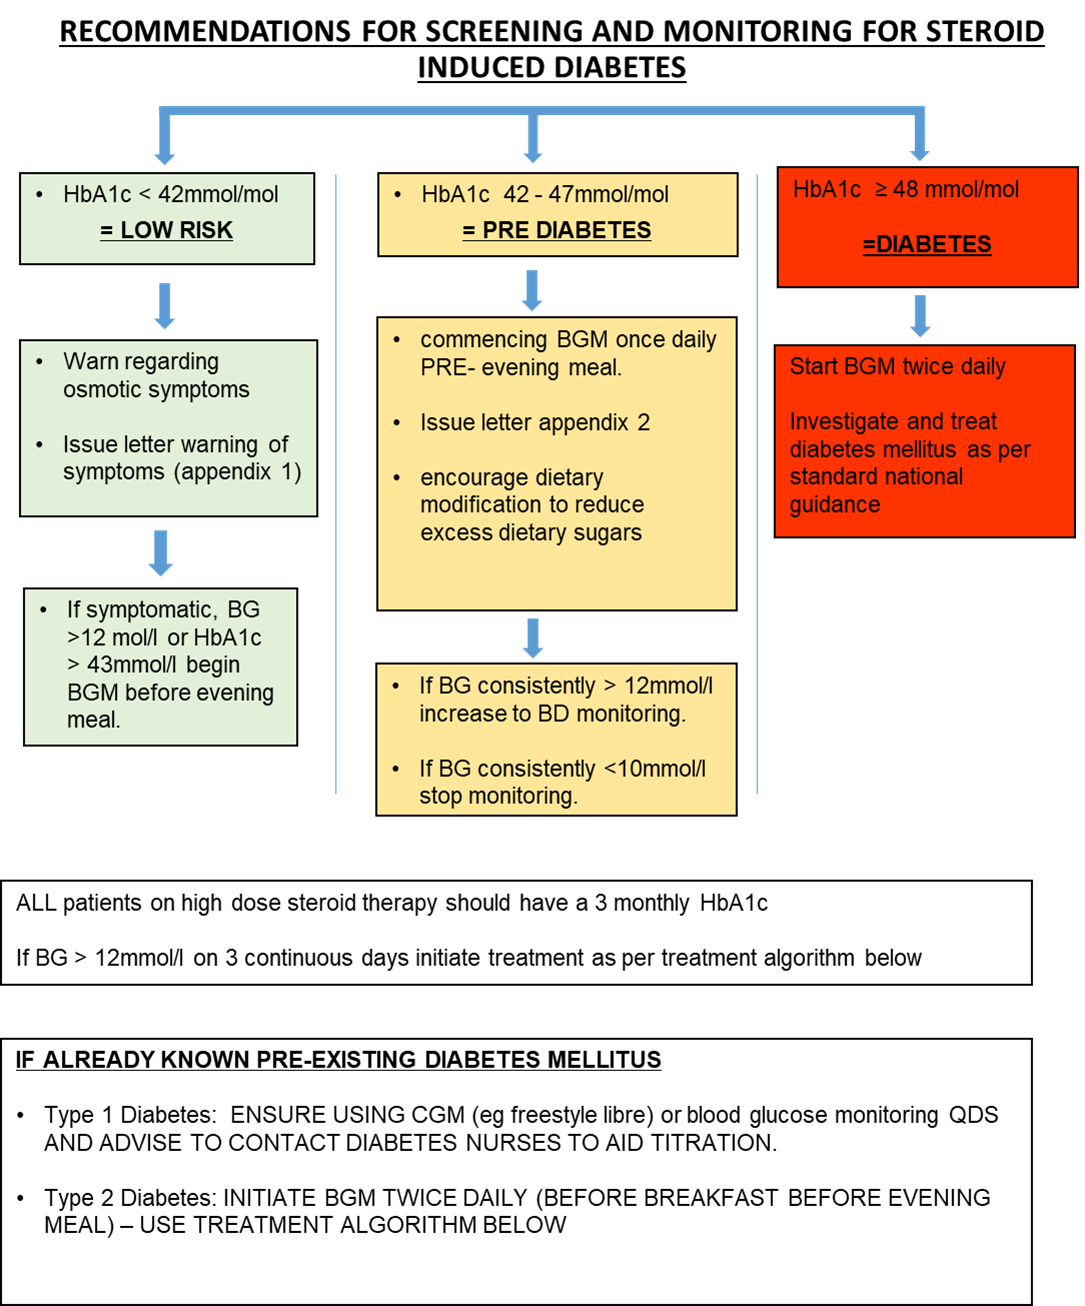 RECOMMENDATIONS FOR SCREENING AND MONITORING FOR STEROID
INDUCED DIABETES
• HbA1c < 42mmol/mol
= LOW RISK
• Warn regarding
osmotic symptoms
• Issue letter warning of
symptoms (appendix 1)
• If symptomatic, BG
>12 mol/l or HbA1c
> 43mmol/l begin
BGM before evening
meal.
• HbA1c 42 - 47mmol/mol
= PRE DIABETES
• commencing BGM once daily
PRE- evening meal.
• Issue letter appendix 2
• encourage dietary
modification to reduce
excess dietary sugars
• If BG consistently > 12mmol/l
increase to BD monitoring.
• If BG consistently <10mmol/l
stop monitoring.
HbA1c ≥ 48 mmol/mol
=DIABETES
Start BGM twice daily
Investigate and treat
diabetes mellitus as per
standard national
guidance
ALL patients on high dose steroid therapy should have a 3 monthly HbA1c
If BG > 12mmol/l on 3 continuous days initiate treatment as per treatment algorithm below
IF ALREADY KNOWN PRE-EXISTING DIABETES MELLITUS
• Type 1 Diabetes: ENSURE USING CGM (eg freestyle libre) or blood glucose monitoring QDS
AND ADVISE TO CONTACT DIABETES NURSES TO AID TITRATION.
• Type 2 Diabetes: INITIATE BGM TWICE DAILY (BEFORE BREAKFAST BEFORE EVENING
MEAL) – USE TREATMENT ALGORITHM BELOW